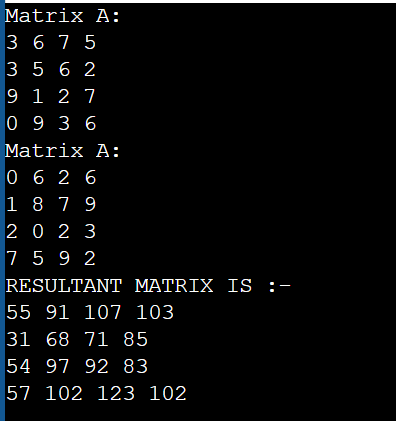 Matrix A:
3 6 7 5
3 5 6 2
9 1 2 7
0 9 3 6
Matrix A:
0 6 2 6
1 8 7 9
2 0 2 3
7 5 9 2
RESULTANT MATRIX IS :-
55 91 107 103
31 68 71 85
54 97 92 83
57 102 123 102